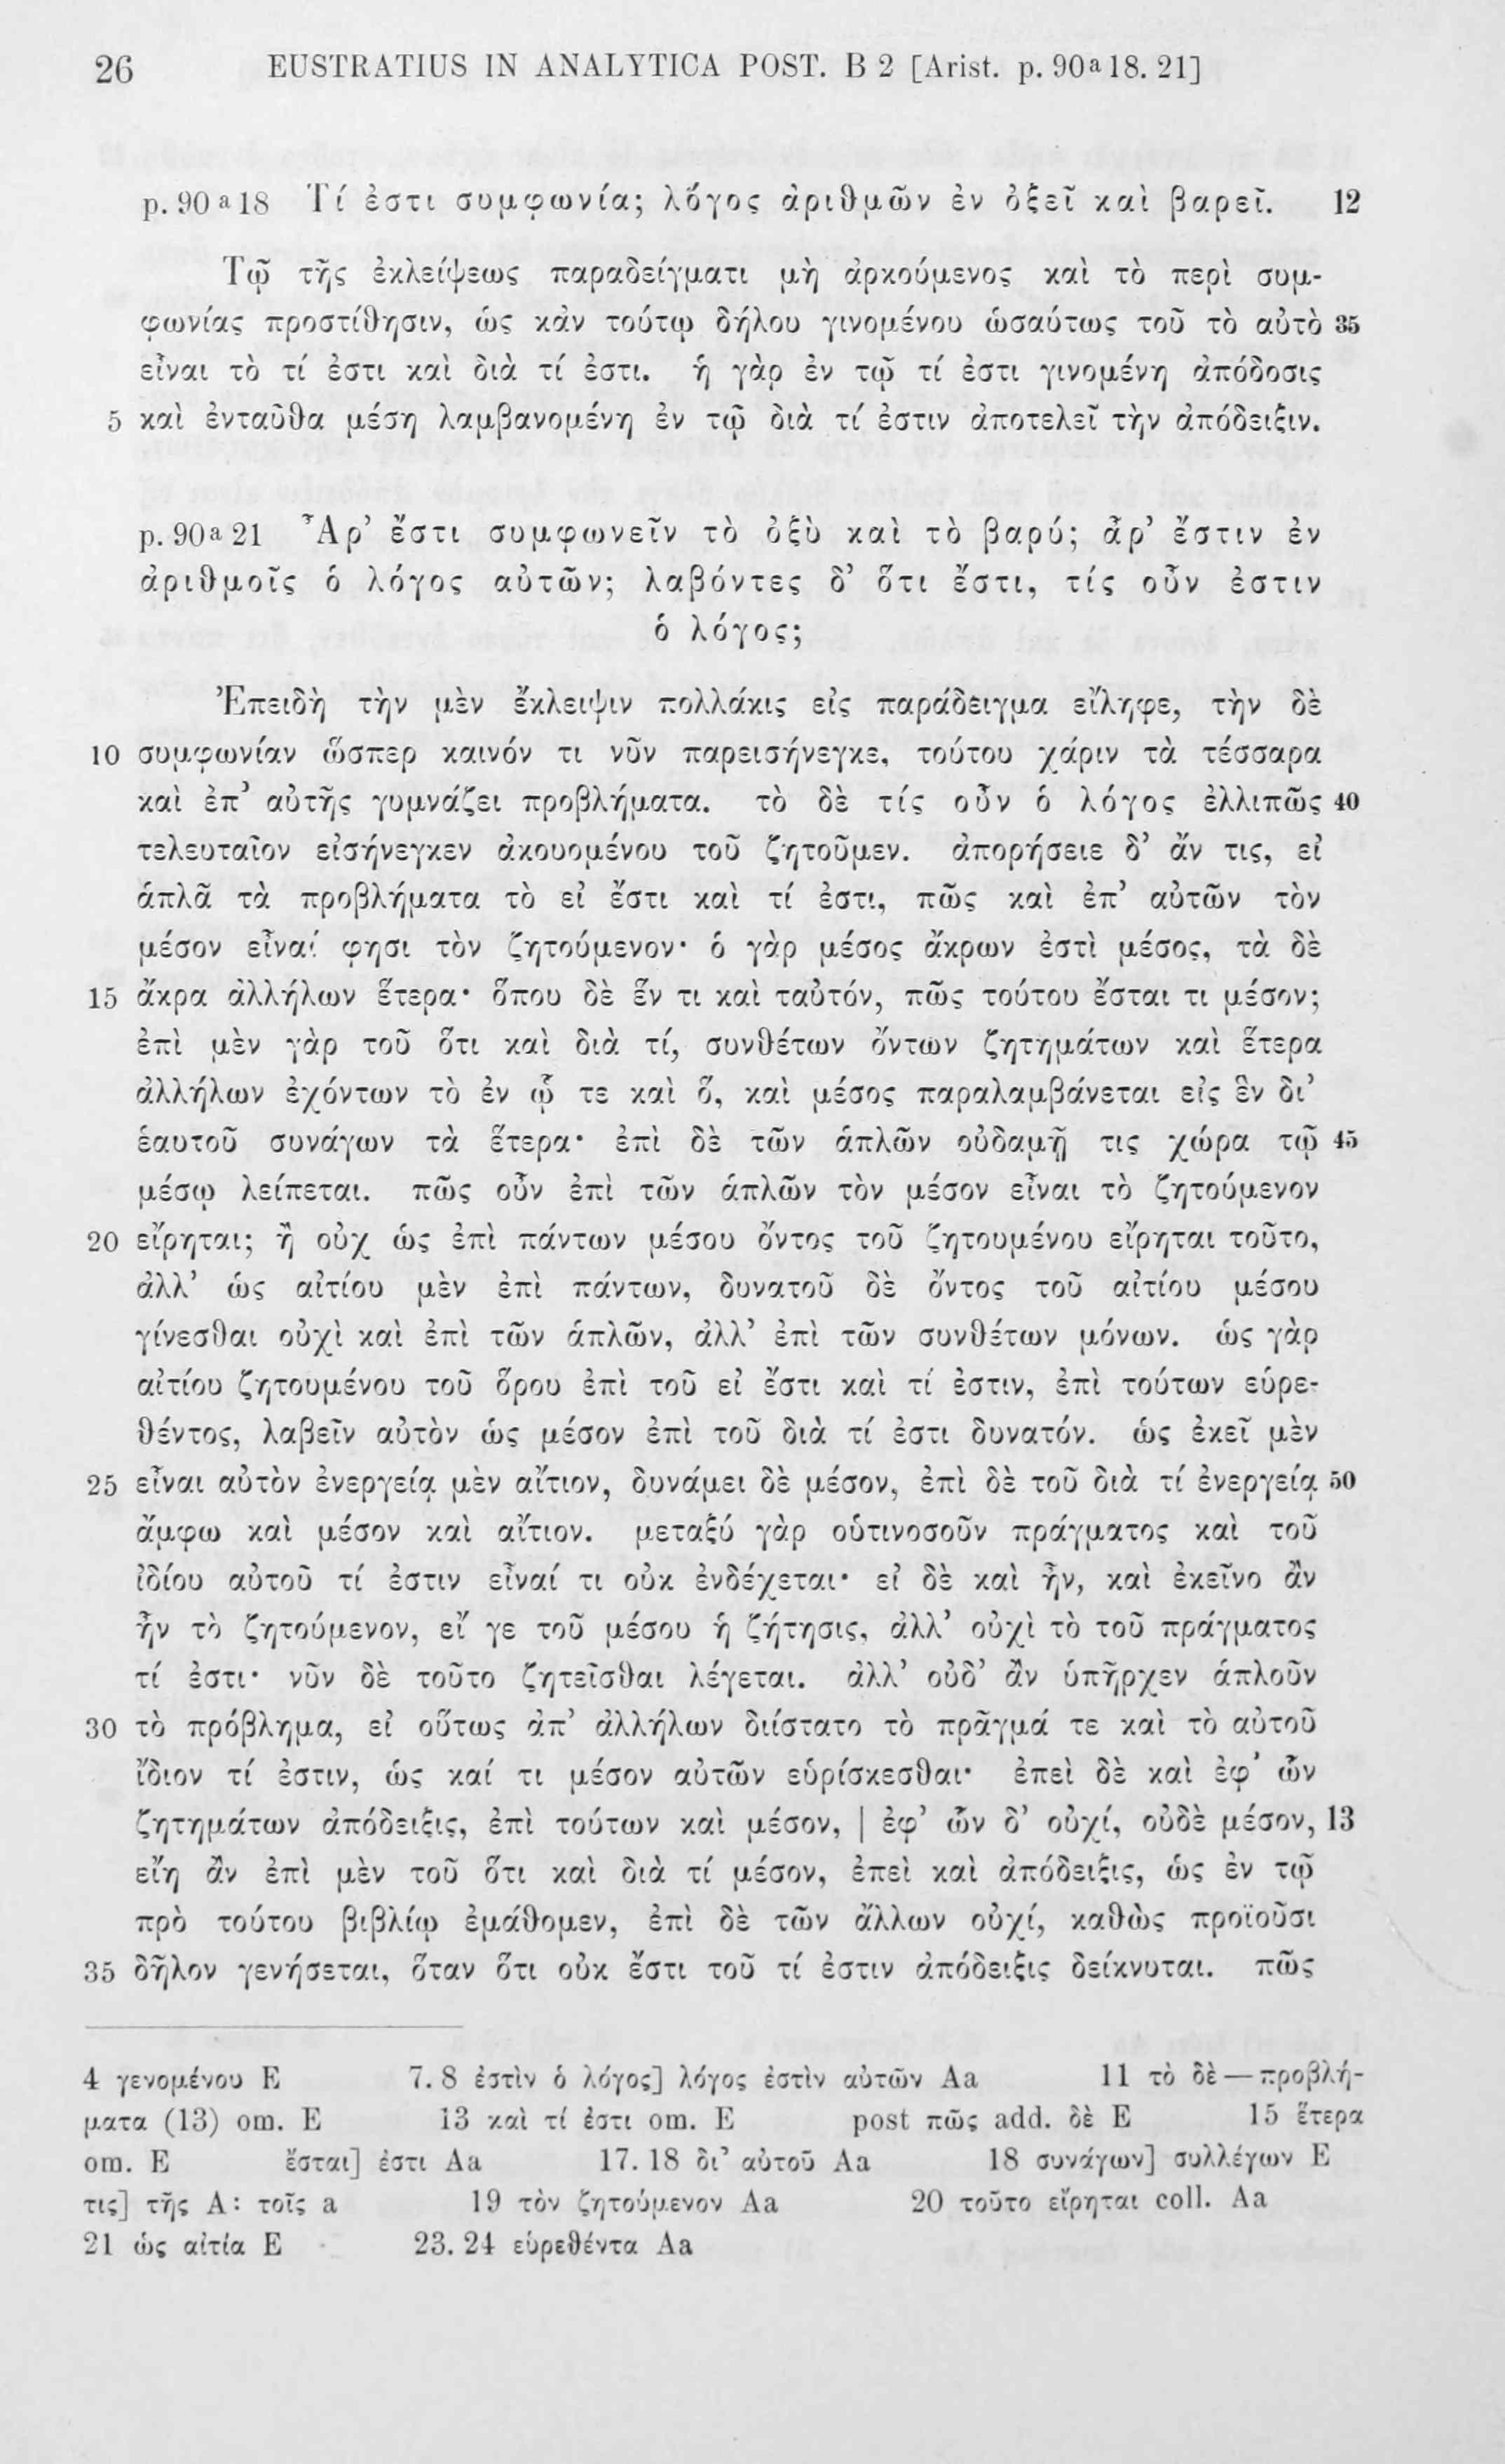 26 EUSTRATIUS IN ANALYTICA POST. B 2 [Arist. p. 90a18. 21]
p. 90a18 Τί ἐστι συμφωνία; λόγος ἀριθμῶν ἐν ὀξεῖ καὶ βαρεῖ. 12
Τῷ τῆς ἐκλείψεως παραδείγματι μὴ ἀρκούμενος καὶ τὸ περὶ συμ-
φωνίας προστίθησιν, ὡς κἀν τούτῳ δήλου γινομένου ὡσαύτως τοῦ τὸ αὐτὸ 35
εἶναι τὸ τί ἐστι καὶ διὰ τί ἐστι. ἡ γὰρ ἐν τῷ τί ἐστι γινομένη ἀπόδοσις
5 καὶ ἐνταῦθα μέση λαμβανομένη ἐν τῷ διὰ τί ἐστιν ἀποτελεῖ τὴν ἀπόδειξιν.
p. 90a21 Ἆρ’ ἔστι συμφωνεῖν τὸ ὀξὺ καὶ τὸ βαρύ; ἆρ’ ἔστιν ἐν
ἀριθμοῖς ὁ λόγος αὐτῶν; λαβόντες δ’ ὅτι ἔστι, τίς οὖν ἐστιν
ὁ λόγος;
Ἐπειδὴ τὴν μὲν ἔκλειψιν πολλάκις εἰς παράδειγμα εἴληφε, τὴν δὲ
10 συμφωνίαν ὥσπερ καινόν τι νῦν παρεισήνεγκε, τούτου χάριν τὰ τέσσαρα
καὶ ἐπ’ αὐτῆς γυμνάζει προβλήματα. τὸ δὲ τίς οὖν ὁ λόγος ἐλλιπῶς 40
τελευταῖον εἰσήνεγκεν ἀκουομένου τοῦ ζητοῦμεν. ἀπορήσειε δ’ ἄν τις, εἰ
ἁπλᾶ τὰ προβλήματα τὸ εἰ ἔστι καὶ τί ἐστι, πῶς καὶ ἐπ’ αὐτῶν τὸν
μέσον εἶναί φησι τὸν ζητούμενον· ὁ γὰρ μέσος ἄκρων ἐστὶ μέσος, τὰ δὲ
15 ἄκρα ἀλλήλων ἕτερα· ὅπου δὲ ἕν τι καὶ ταὐτόν, πῶς τούτου ἔσται τι μέσον;
ἐπὶ μὲν γὰρ τοῦ ὅτι καὶ διὰ τί, συνθέτων ὄντων ζητημάτων καὶ ἕτερα
ἀλλήλων ἐχόντων τὸ ἐν ᾧ τε καὶ ὅ, καὶ μέσος παραλαμβάνεται εἰς ἓν δι’
ἑαυτοῦ συνάγων τὰ ἕτερα· ἐπὶ δὲ τῶν ἁπλῶν οὐδαμῇ τις χώρα τῷ 45
μέσῳ λείπεται. πῶς οὖν ἐπὶ τῶν ἁπλῶν τὸν μέσον εἶναι τὸ ζητούμενον
20 εἴρηται; ἢ οὐχ ὡς ἐπὶ πάντων μέσου ὄντος τοῦ ζητουμένου εἴρηται τοῦτο,
ἀλλ’ ὡς αἰτίου μὲν ἐπὶ πάντων, δυνατοῦ δὲ ὄντος τοῦ αἰτίου μέσου
γίνεσθαι οὐχὶ καὶ ἐπὶ τῶν ἁπλῶν, ἀλλ’ ἐπὶ τῶν συνθέτων μόνων. ὡς γὰρ
αἰτίου ζητουμένου τοῦ ὅρου ἐπὶ τοῦ εἰ ἔστι καὶ τί ἐστιν, ἐπὶ τούτων εὑρε-
θέντος, λαβεῖν αὐτὸν ὡς μέσον ἐπὶ τοῦ διὰ τί ἐστι δυνατόν. ὡς ἐκεῖ μὲν
25 εἶναι αὐτὸν ἐνεργείᾳ μὲν αἴτιον, δυνάμει δὲ μέσον, ἐπὶ δὲ τοῦ διὰ τί ἐνεργείᾳ 50
ἄμφω καὶ μέσον καὶ αἴτιον. μεταξύ γὰρ οὑτινοσοῦν πράγματος καὶ τοῦ
ἰδίου αὐτοῦ τί ἐστιν εἶναί τι οὐκ ἐνδέχεται· εἰ δὲ καὶ ἦν, καὶ ἐκεῖνο ἂν
ἦν τὸ ζητούμενον, εἴ γε τοῦ μέσου ἡ ζήτησις, ἀλλ’ οὐχὶ τὸ τοῦ πράγματος
τί ἐστι· νῦν δὲ τοῦτο ζητεῖσθαι λέγεται. ἀλλ’ οὐδ’ ἂν ὑπῆρχεν ἁπλοῦν
30 τὸ πρόβλημα, εἰ οὕτως ἀπ’ ἀλλήλων διίστατο τὸ πρᾶγμά τε καὶ τὸ αὐτοῦ
ἴδιον τί ἐστιν, ὡς καί τι μέσον αὐτῶν εὑρίσκεσθαι· ἐπεὶ δὲ καὶ ἐφ’ ὧν
ζητημάτων ἀπόδειξις, ἐπὶ τούτων καὶ μέσον, | ἐφ’ ὧν δ’ οὐχί, οὐδὲ μέσον, 13
εἴη ἂν ἐπὶ μὲν τοῦ ὅτι καὶ διὰ τί μέσον, ἐπεὶ καὶ ἀπόδειξις, ὡς ἐν τῷ
πρὸ τούτου βιβλίῳ ἐμάθομεν, ἐπὶ δὲ τῶν ἄλλων οὐχί, καθὼς προϊοῦσι
35 δῆλον γενήσεται, ὅταν ὅτι οὐκ ἔστι τοῦ τί ἐστιν ἀπόδειξις δείκνυται. πῶς
4 γενομένου E 7. 8 ἐστὶν ὁ λόγος] λόγος ἐστὶν αὐτῶν Aa 11 τὸ δὲ — προβλή-
ματα (13) om. E 13 καὶ τί ἐστι om. E post πῶς add. δὲ E 15 ἕτερα
om. E ἔσται] ἐστι Aa 17. 18 δι’ αὐτοῦ Aa 18 συνάγων] συλλέγων E
τις] τῆς A: τοῖς a 19 τὸν ζητούμενον Aa 20 τοῦτο εἴρηται coll. Aa
21 ὡς αἰτία E 23. 24 εὑρεθέντα Aa